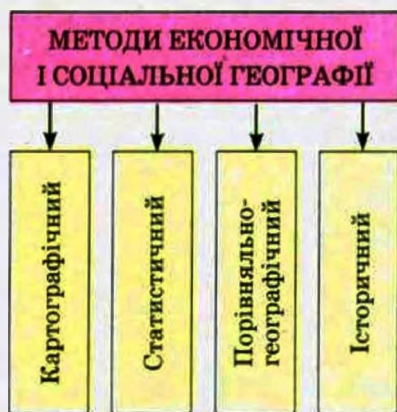 МЕТОДИ ЕКОНОМІЧНОЇ
І СОЦІАЛЬНОЇ ГЕОГРАФІЇ
Картографічний
Статистичний
Порівняльно-
географічний
Історичний